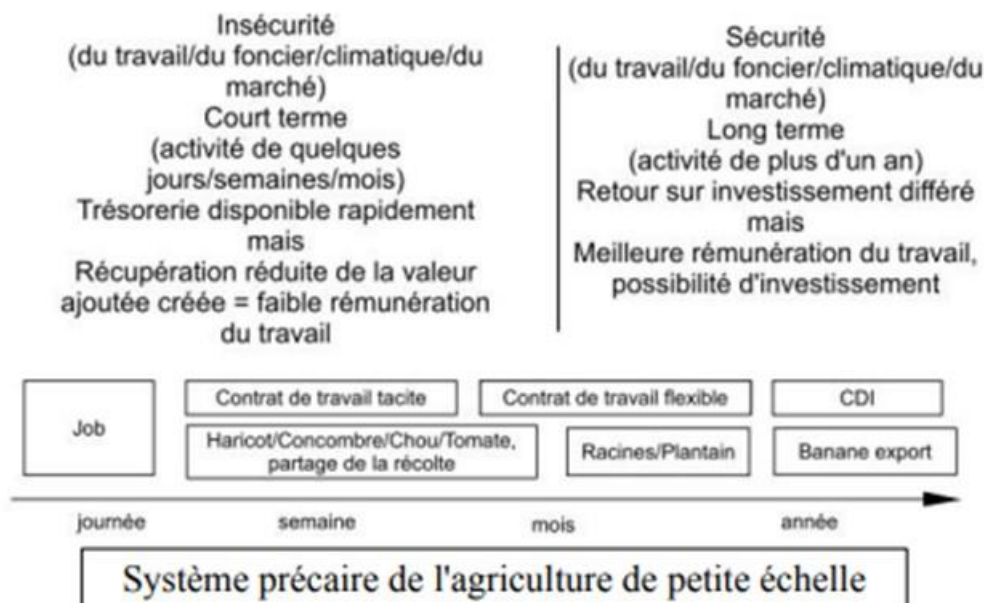 Insécurité
(du travail/du foncier/climatique/du
marché)
Court terme
(activité de quelques
jours/semaines/mois)
Trésorerie disponible rapidement
mais
Récupération réduite de la valeur
ajoutée créée = faible rémunération
du travail
Sécurité
(du travail/du foncier/climatique/du
marché)
Long terme
(activité de plus d'un an)
Retour sur investissement différé
mais
Meilleure rémunération du travail,
possibilité d'investissement
Job
Contrat de travail tacite
Contrat de travail flexible
CDI
Haricot/Concombre/Chou/Tomate,
partage de la récolte
Racines/Plantain
Banane export
journée
semaine
mois
année
Système précaire de l'agriculture de petite échelle